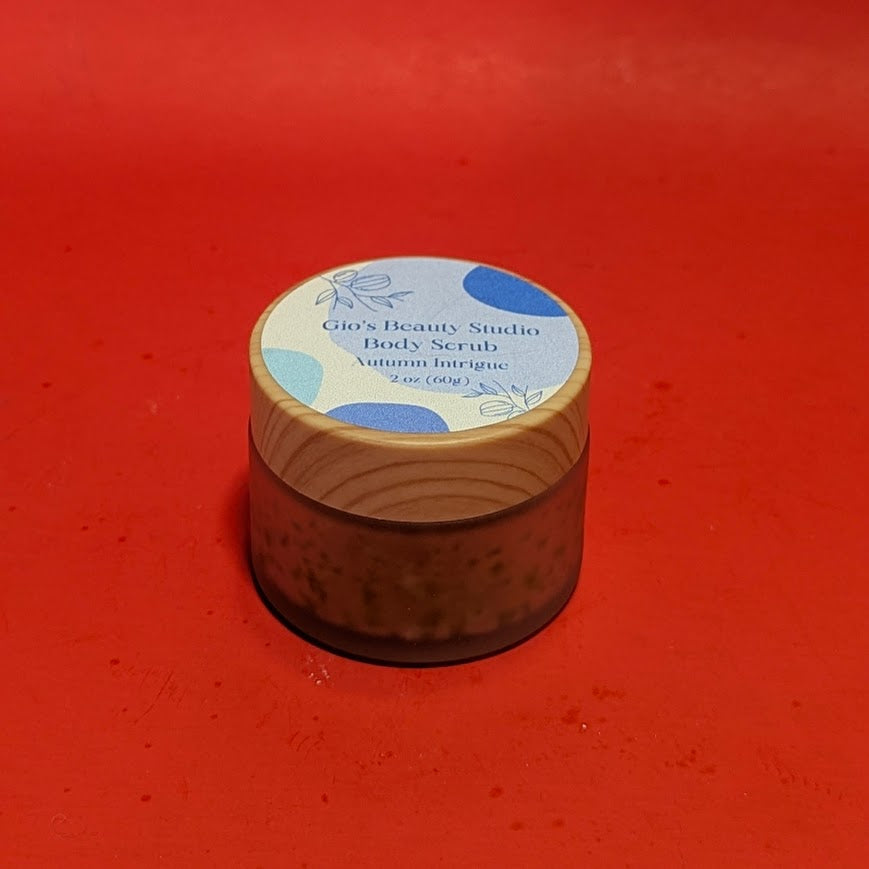 Gio's Beauty Studio
Body Scrub
Autumn Intrigue
2 oz (60g)